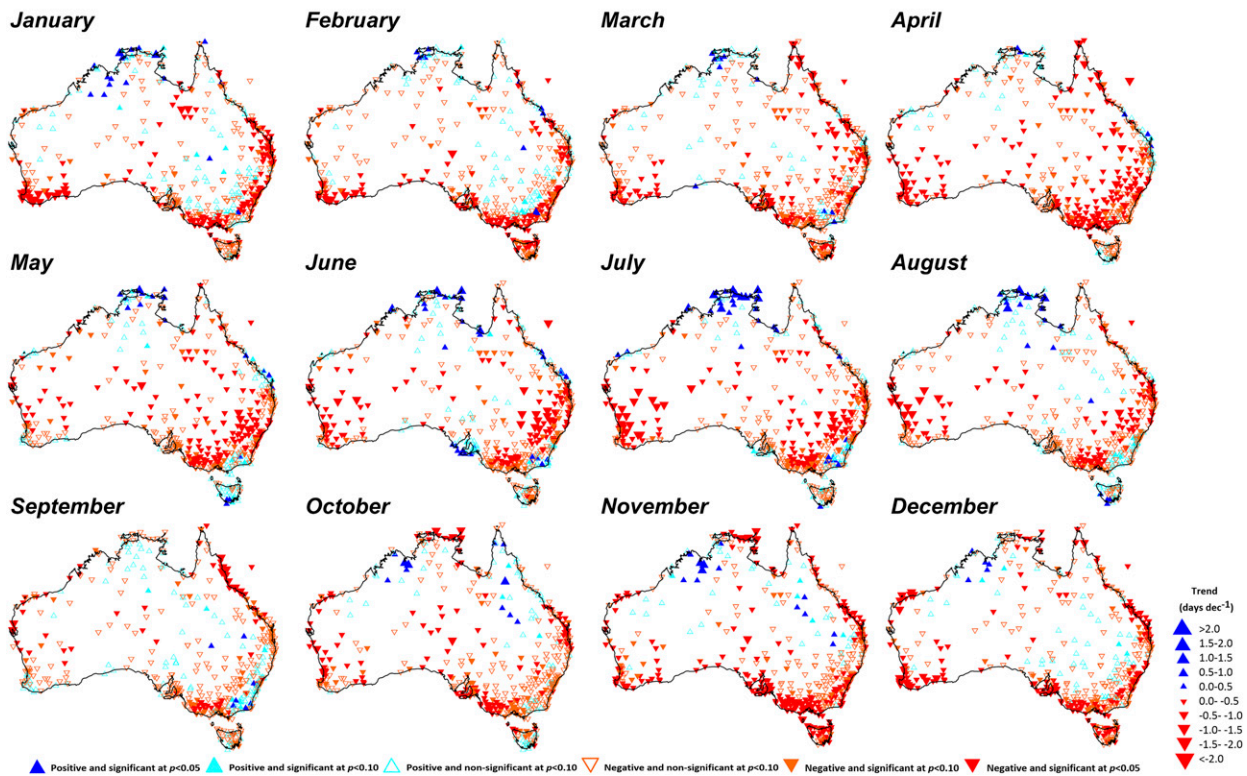 January
February
March
April
May
June
July
August
September
October
November
December
Trend
(days dec⁻¹)
>2.0
1.5-2.0
1.0-1.5
0.5-1.0
0.0-0.5
0.0- -0.5
-0.5- -1.0
-1.0- -1.5
-1.5- -2.0
<-2.0
Positive and significant at p<0.05
Positive and significant at p<0.10
Positive and non-significant at p<0.10
Negative and non-significant at p<0.10
Negative and significant at p<0.10
Negative and significant at p<0.05